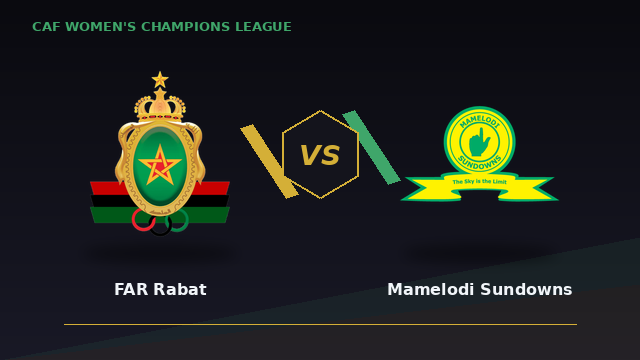 CAF WOMEN'S CHAMPIONS LEAGUE
VS
MAMELODI
SUNDOWNS
The Sky is the Limit
FAR Rabat
Mamelodi Sundowns